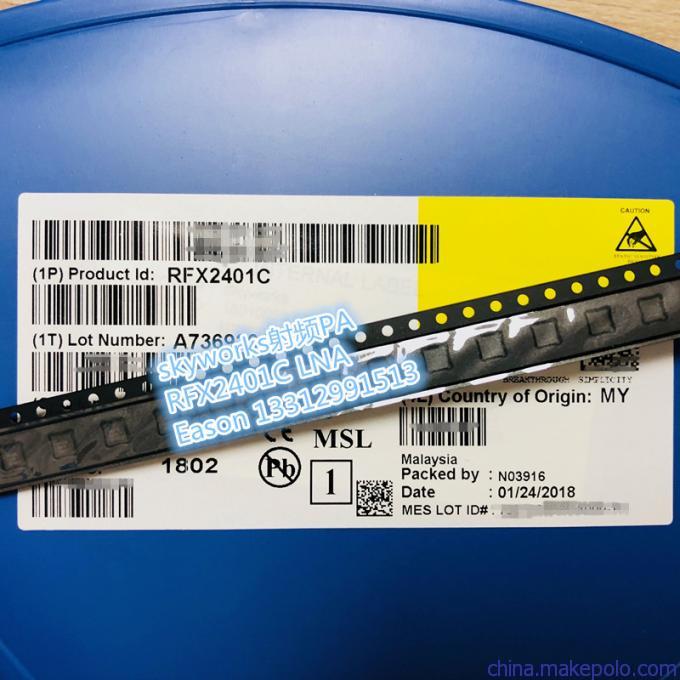 CAUTION
(1P) Product Id: RFX2401C
(1T) Lot Number: A736
skyworks射频PA
RFX2401C LNA
Eason 13312991513
BREAKTHROUGH SIMPLICITY
Country of Origin: MY
1802
Pb
MSL
1
Malaysia
Packed by : N03916
Date : 01/24/2018
MES LOT ID#
china.makepolo.com